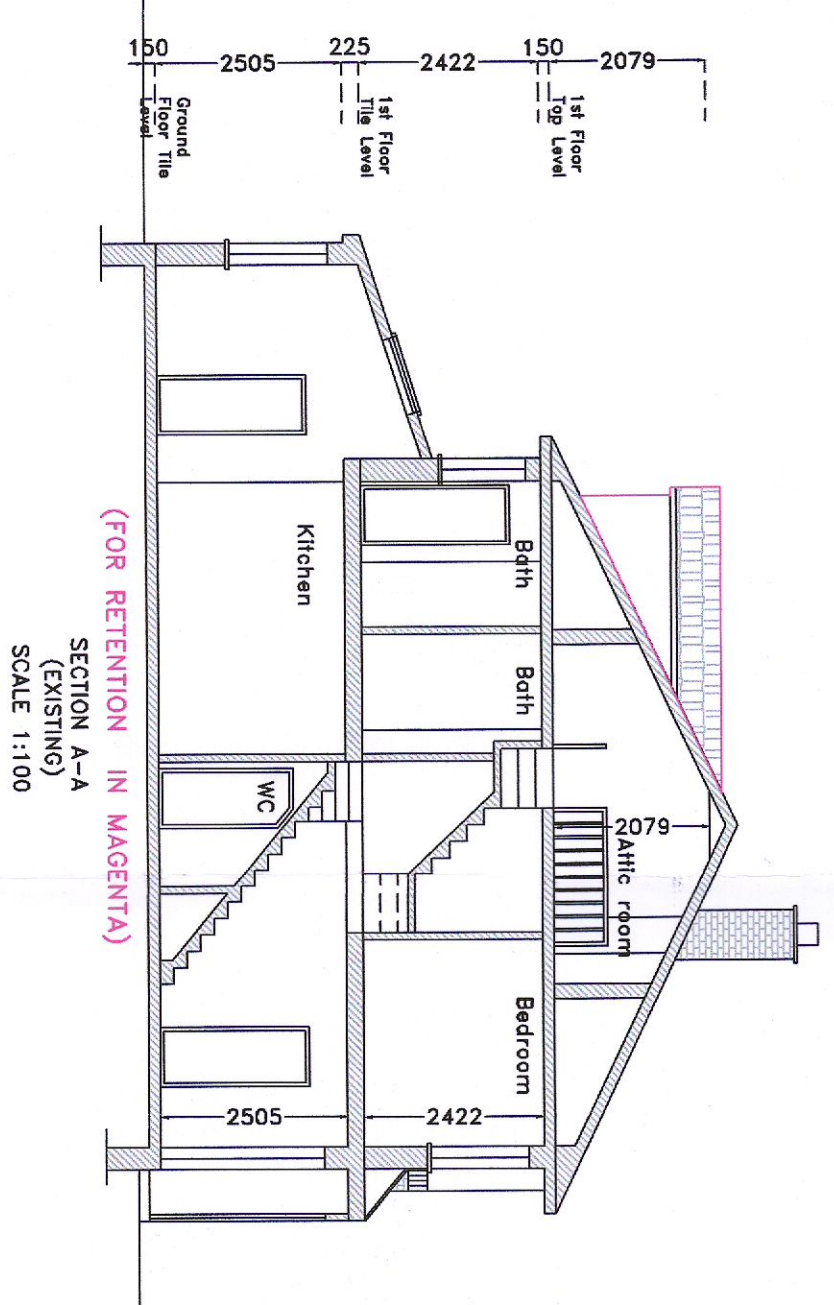 150
2505
225
2422
150
2079
Ground
Floor Tile
Level
1st Floor
Tile Level
1st Floor
Top Level
Kitchen
Bath
Bath
WC
2079
Attic room
Bedroom
2505
2422
(FOR RETENTION IN MAGENTA)
SECTION A-A
(EXISTING)
SCALE 1:100